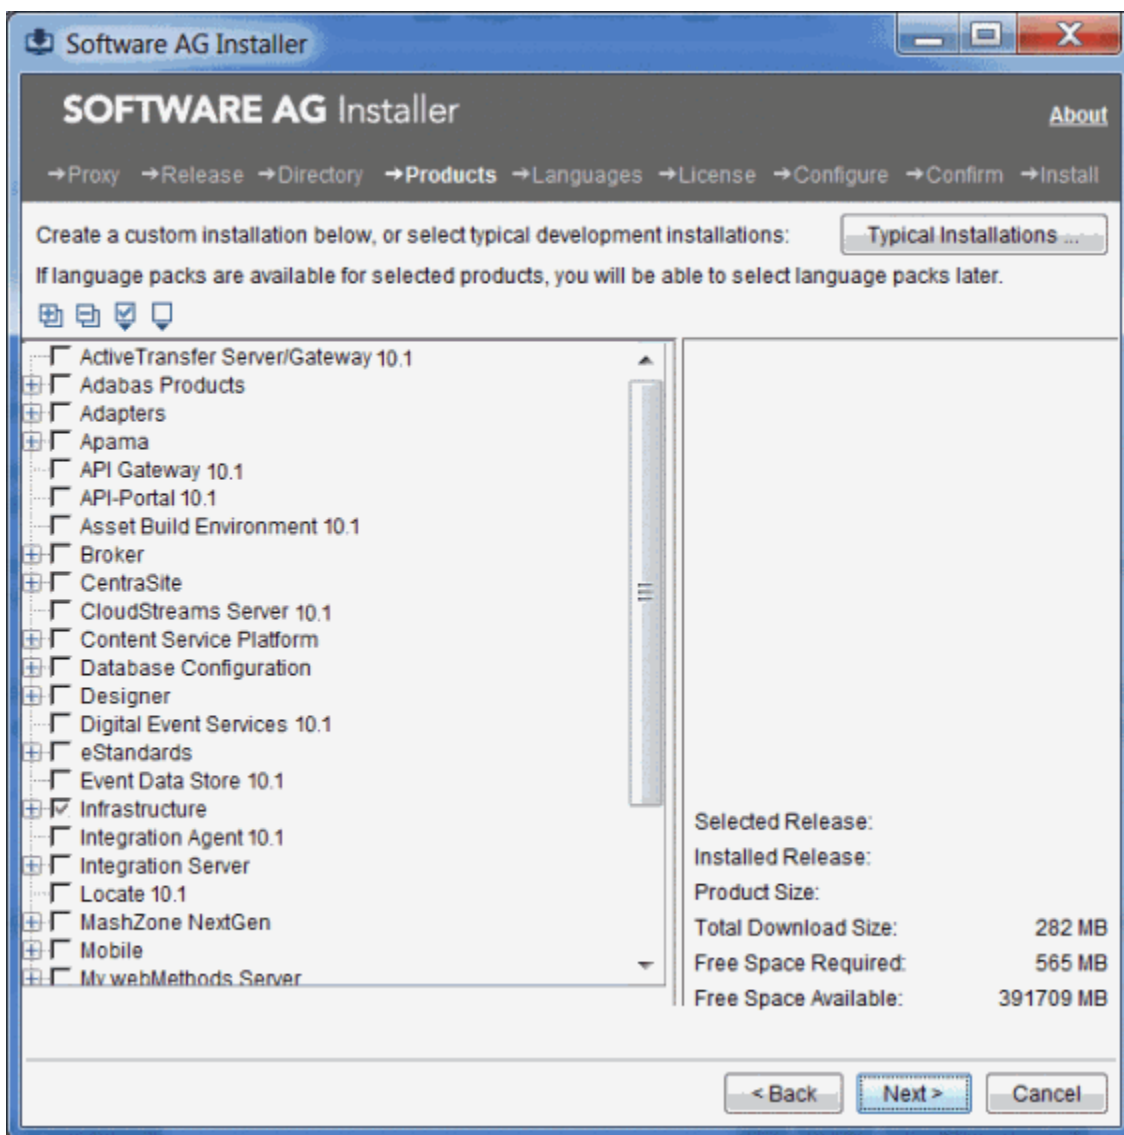 Software AG Installer
SOFTWARE AG Installer
About
→Proxy →Release →Directory →Products →Languages →License →Configure →Confirm →Install
Create a custom installation below, or select typical development installations:
Typical Installations ...
If language packs are available for selected products, you will be able to select language packs later.
ActiveTransfer Server/Gateway 10.1
Adabas Products
Adapters
Apama
API Gateway 10.1
API-Portal 10.1
Asset Build Environment 10.1
Broker
CentraSite
CloudStreams Server 10.1
Content Service Platform
Database Configuration
Designer
Digital Event Services 10.1
eStandards
Event Data Store 10.1
Infrastructure
Integration Agent 10.1
Integration Server
Locate 10.1
MashZone NextGen
Mobile
My webMethods Server
Selected Release:
Installed Release:
Product Size:
Total Download Size: 282 MB
Free Space Required: 565 MB
Free Space Available: 391709 MB
< Back
Next >
Cancel